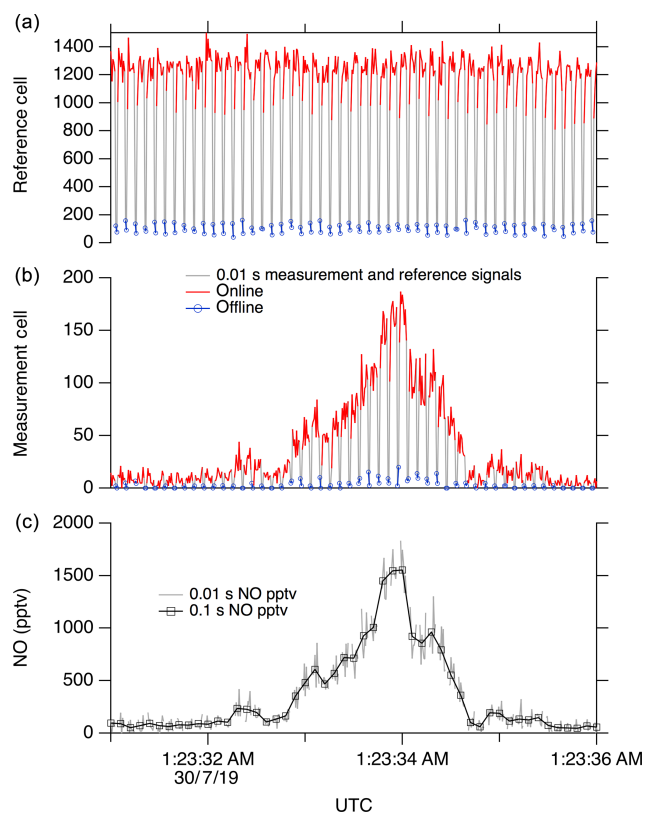 (a)
1400
1200
1000
800
600
400
200
0
Reference cell
(b)
200
150
100
50
0
Measurement cell
0.01 s measurement and reference signals
Online
Offline
(c)
2000
1500
1000
500
0
NO (pptv)
0.01 s NO pptv
0.1 s NO pptv
1:23:32 AM 1:23:34 AM 1:23:36 AM
30/7/19
UTC